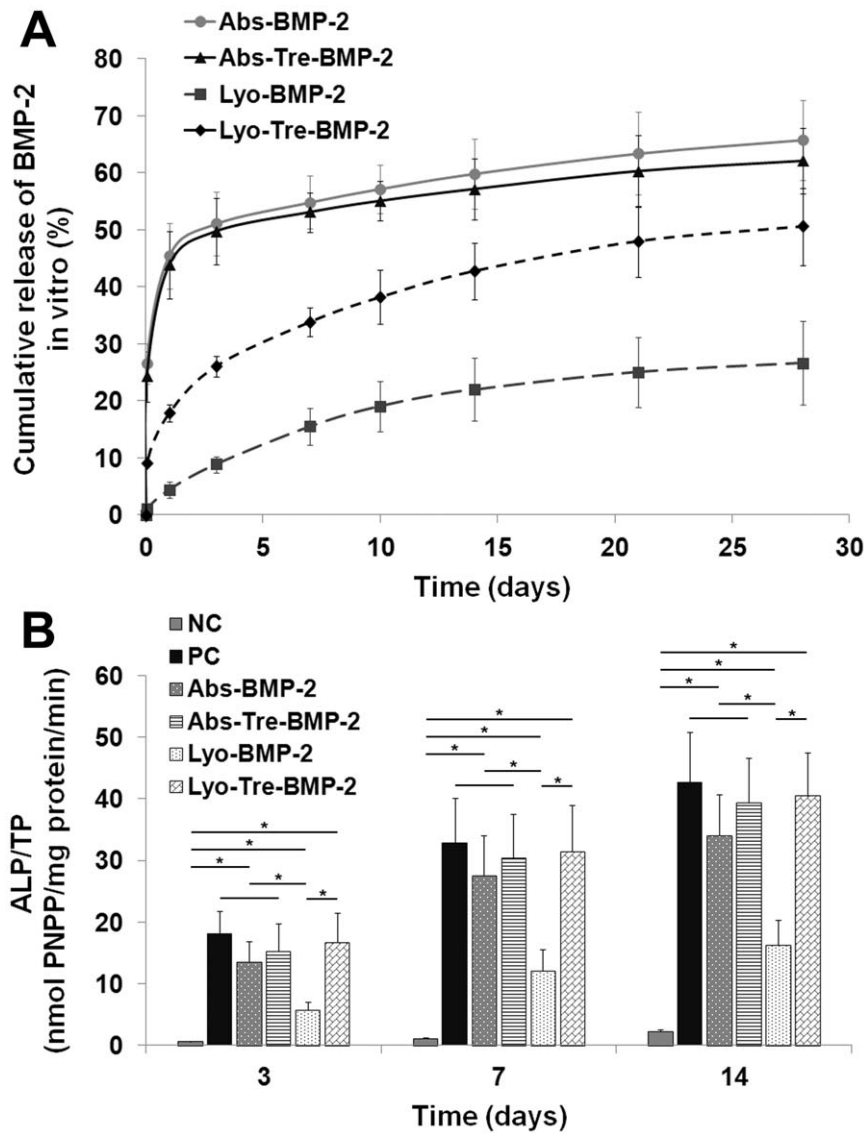 A
Abs-BMP-2
Abs-Tre-BMP-2
Lyo-BMP-2
Lyo-Tre-BMP-2
Cumulative release of BMP-2
in vitro (%)
80
70
60
50
40
30
20
10
0
0 5 10 15 20 25 30
Time (days)
B
NC
PC
Abs-BMP-2
Abs-Tre-BMP-2
Lyo-BMP-2
Lyo-Tre-BMP-2
ALP/TP
(nmol PNPP/mg protein/min)
60
50
40
30
20
10
0
* * * * *
* * * * *
* * * * *
3 7 14
Time (days)